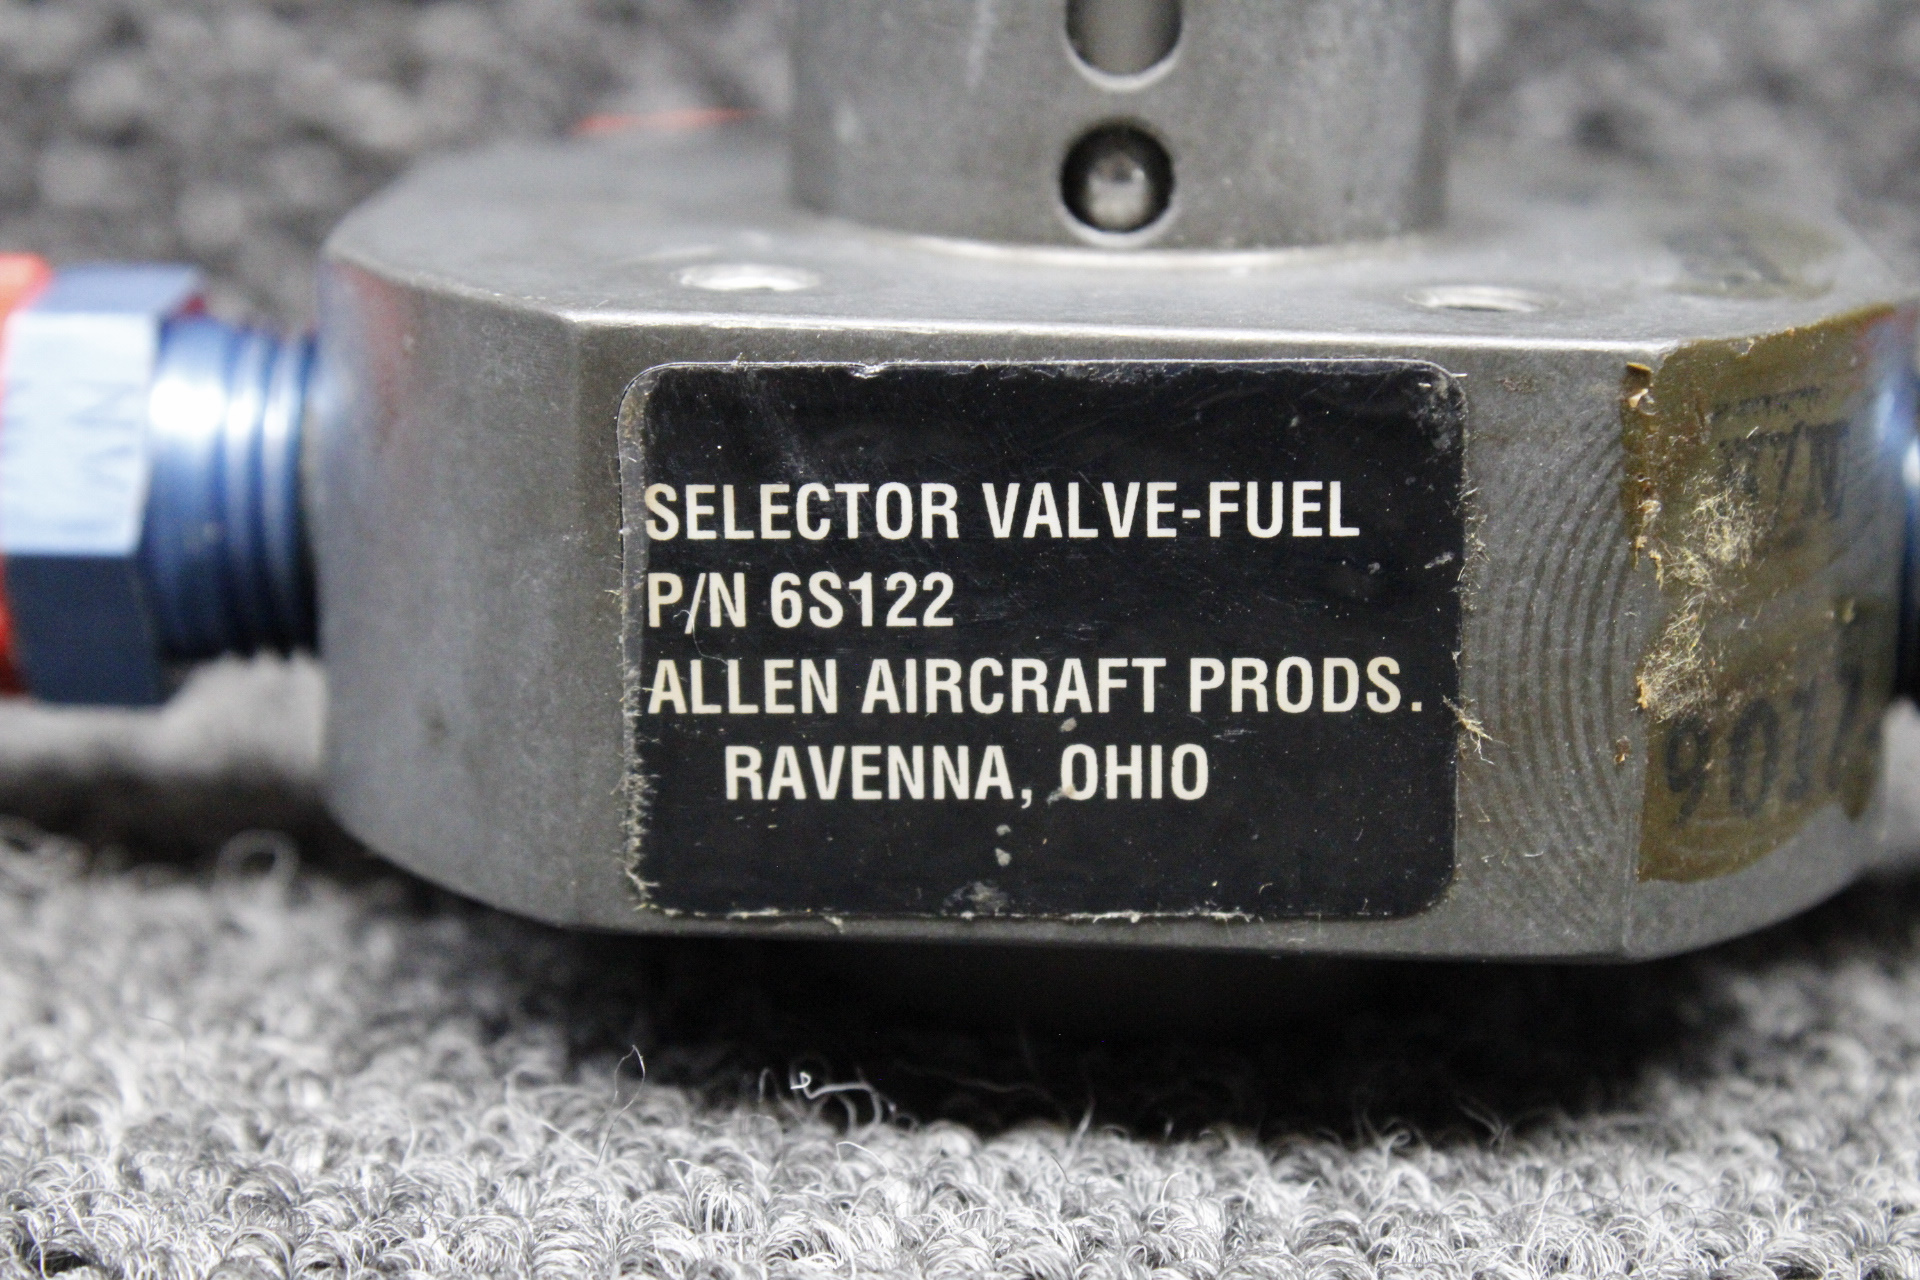 SELECTOR VALVE-FUEL
P/N 6S122
ALLEN AIRCRAFT PRODS.
RAVENNA, OHIO